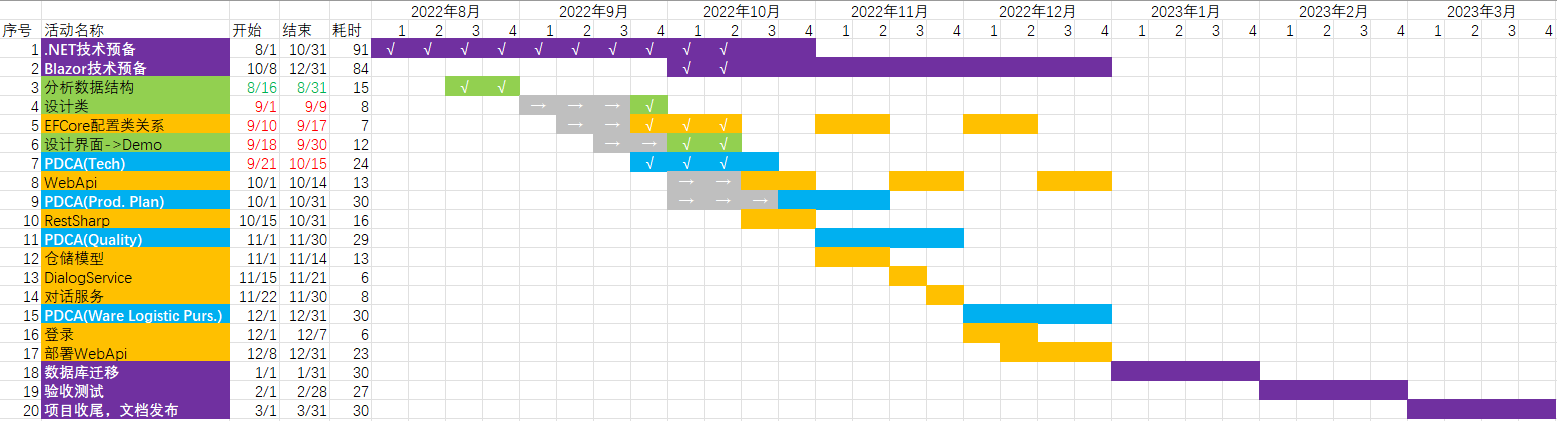 2022年8月 2022年9月 2022年10月 2022年11月 2022年12月 2023年1月 2023年2月 2023年3月
序号 活动名称 开始 结束 耗时 1 2 3 4 1 2 3 4 1 2 3 4 1 2 3 4 1 2 3 4 1 2 3 4 1 2 3 4 1 2 3 4
1 .NET技术预备 8/1 10/31 91 √ √ √ √ √ √ √ √ √ √
2 Blazor技术预备 10/8 12/31 84 √ √
3 分析数据结构 8/16 8/31 15 √ √
4 设计类 9/1 9/9 8 → → → √
5 EFCore配置类关系 9/10 9/17 7 → → √ √ √
6 设计界面->Demo 9/18 9/30 12 → → √ √
7 PDCA(Tech) 9/21 10/15 24 √ √ √
8 WebApi 10/1 10/14 13 → →
9 PDCA(Prod. Plan) 10/1 10/31 30 → → →
10 RestSharp 10/15 10/31 16
11 PDCA(Quality) 11/1 11/30 29
12 仓储模型 11/1 11/14 13
13 DialogService 11/15 11/21 6
14 对话服务 11/22 11/30 8
15 PDCA(Ware Logistic Purs.) 12/1 12/31 30
16 登录 12/1 12/7 6
17 部署WebApi 12/8 12/31 23
18 数据库迁移 1/1 1/31 30
19 验收测试 2/1 2/28 27
20 项目收尾，文档发布 3/1 3/31 30